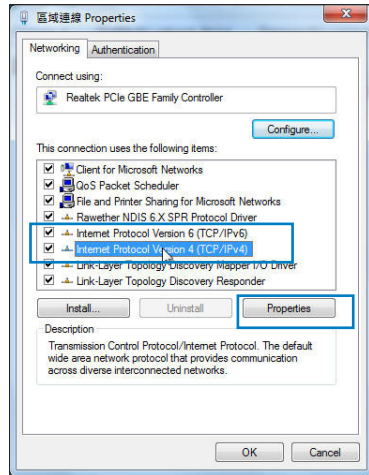 區域連線 Properties
Networking
Authentication
Connect using:
Realtek PCIe GBE Family Controller
Configure...
This connection uses the following items:
Client for Microsoft Networks
QoS Packet Scheduler
File and Printer Sharing for Microsoft Networks
Rawether NDIS 6.X SPR Protocol Driver
Internet Protocol Version 6 (TCP/IPv6)
Internet Protocol Version 4 (TCP/IPv4)
Link-Layer Topology Discovery Mapper I/O Driver
Link-Layer Topology Discovery Responder
Install...
Uninstall
Properties
Description
Transmission Control Protocol/Internet Protocol. The default
wide area network protocol that provides communication
across diverse interconnected networks.
OK
Cancel